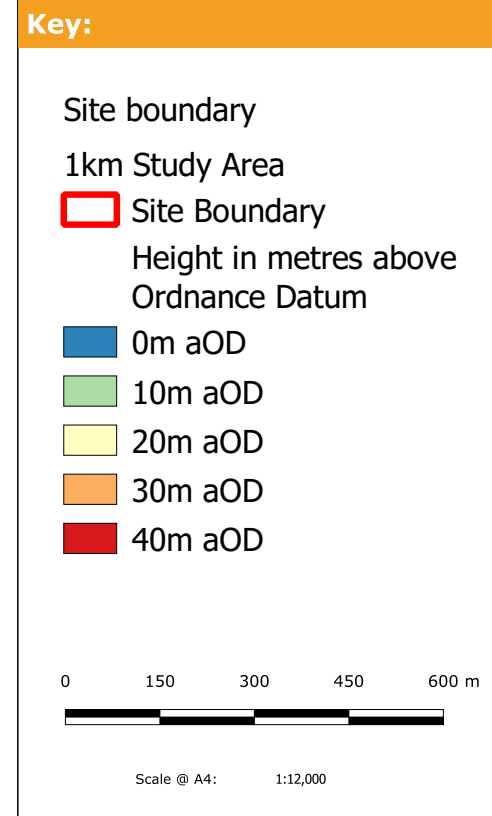 Key:
Site boundary
1km Study Area
Site Boundary
Height in metres above
Ordnance Datum
0m aOD
10m aOD
20m aOD
30m aOD
40m aOD
0 150 300 450 600 m
Scale @ A4: 1:12,000